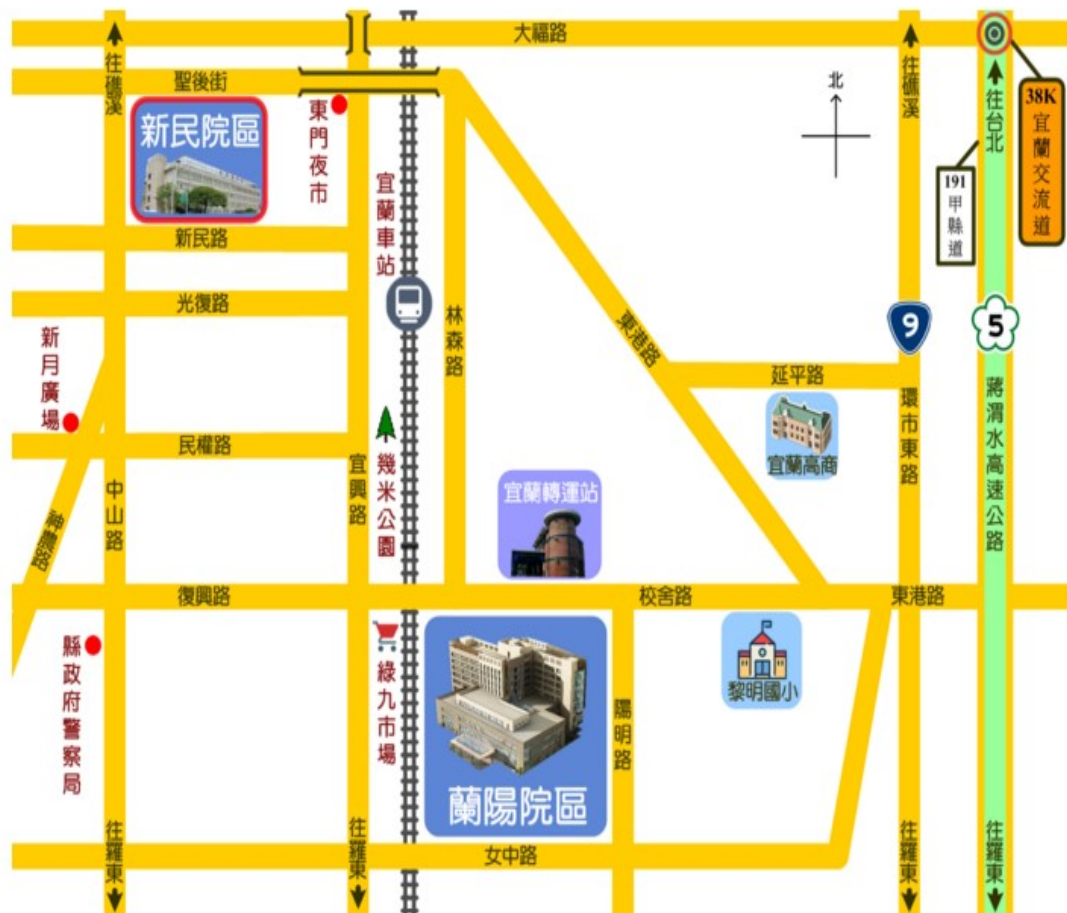 大福路
往礁溪
聖後街
新民院區
東門夜市
北
往礁溪
往台北
38K
宜蘭交流道
191
甲縣道
宜蘭車站
新民路
光復路
林森路
東港路
9
5
新月廣場
延平路
宜蘭高商
環市東路
蔣渭水高速公路
民權路
中山路
宜興路
幾米公園
宜蘭轉運站
神農路
復興路
校舍路
東港路
縣政府警察局
綠九市場
蘭陽院區
陽明路
黎明國小
女中路
往羅東
往羅東
往羅東
往羅東